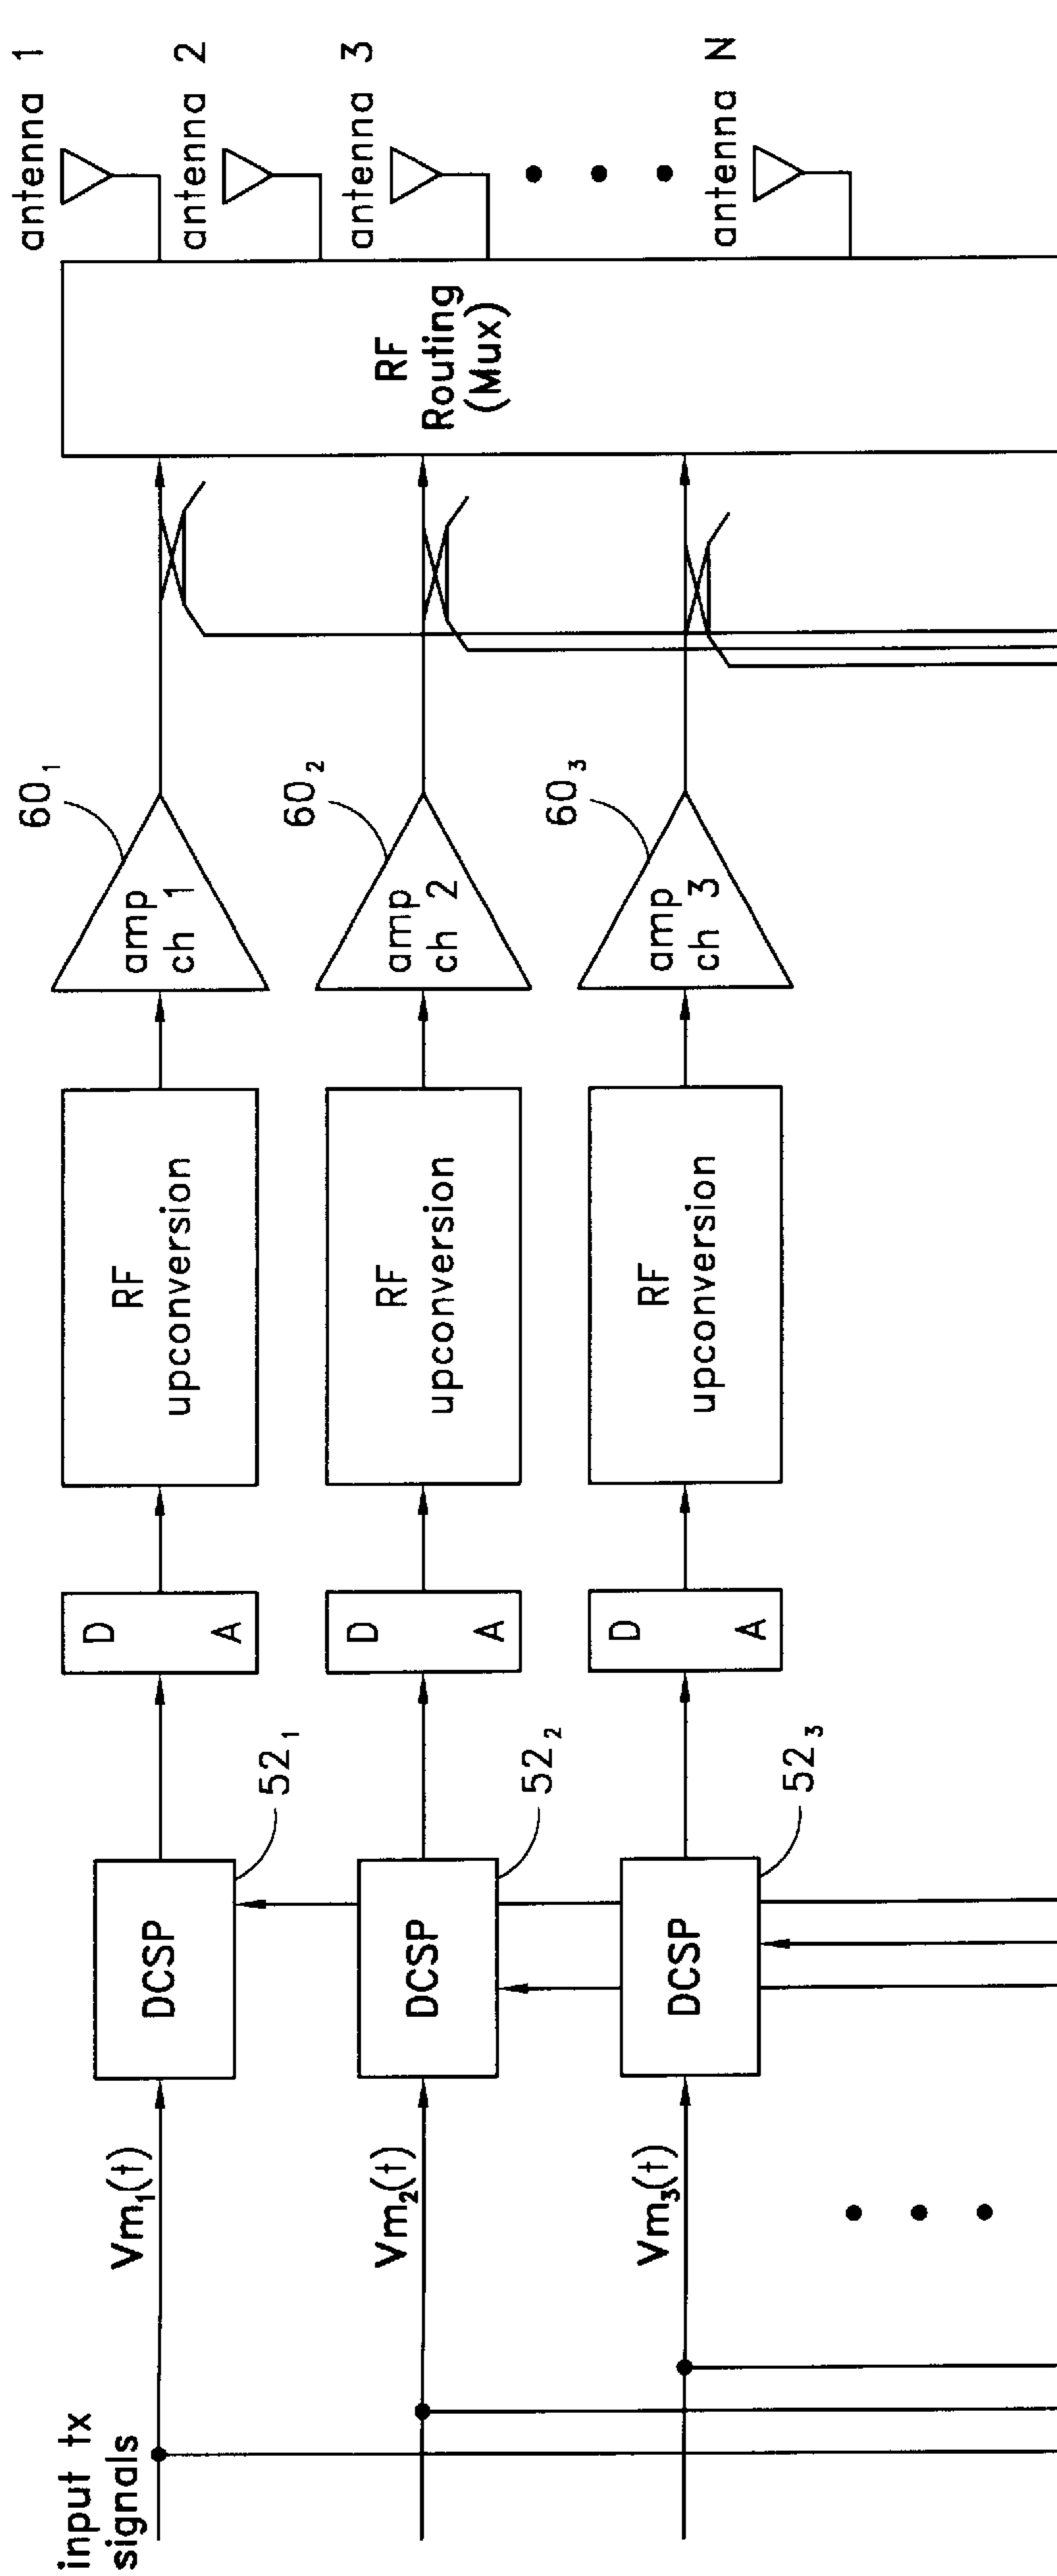 input tx
signals
Vm₁(t)
DCSP
52₁
D
A
RF
upconversion
amp
ch 1
60₁
Vm₂(t)
DCSP
52₂
D
A
RF
upconversion
amp
ch 2
60₂
Vm₃(t)
DCSP
52₃
D
A
RF
upconversion
amp
ch 3
60₃
RF
Routing
(Mux)
antenna 1
antenna 2
antenna 3
antenna N